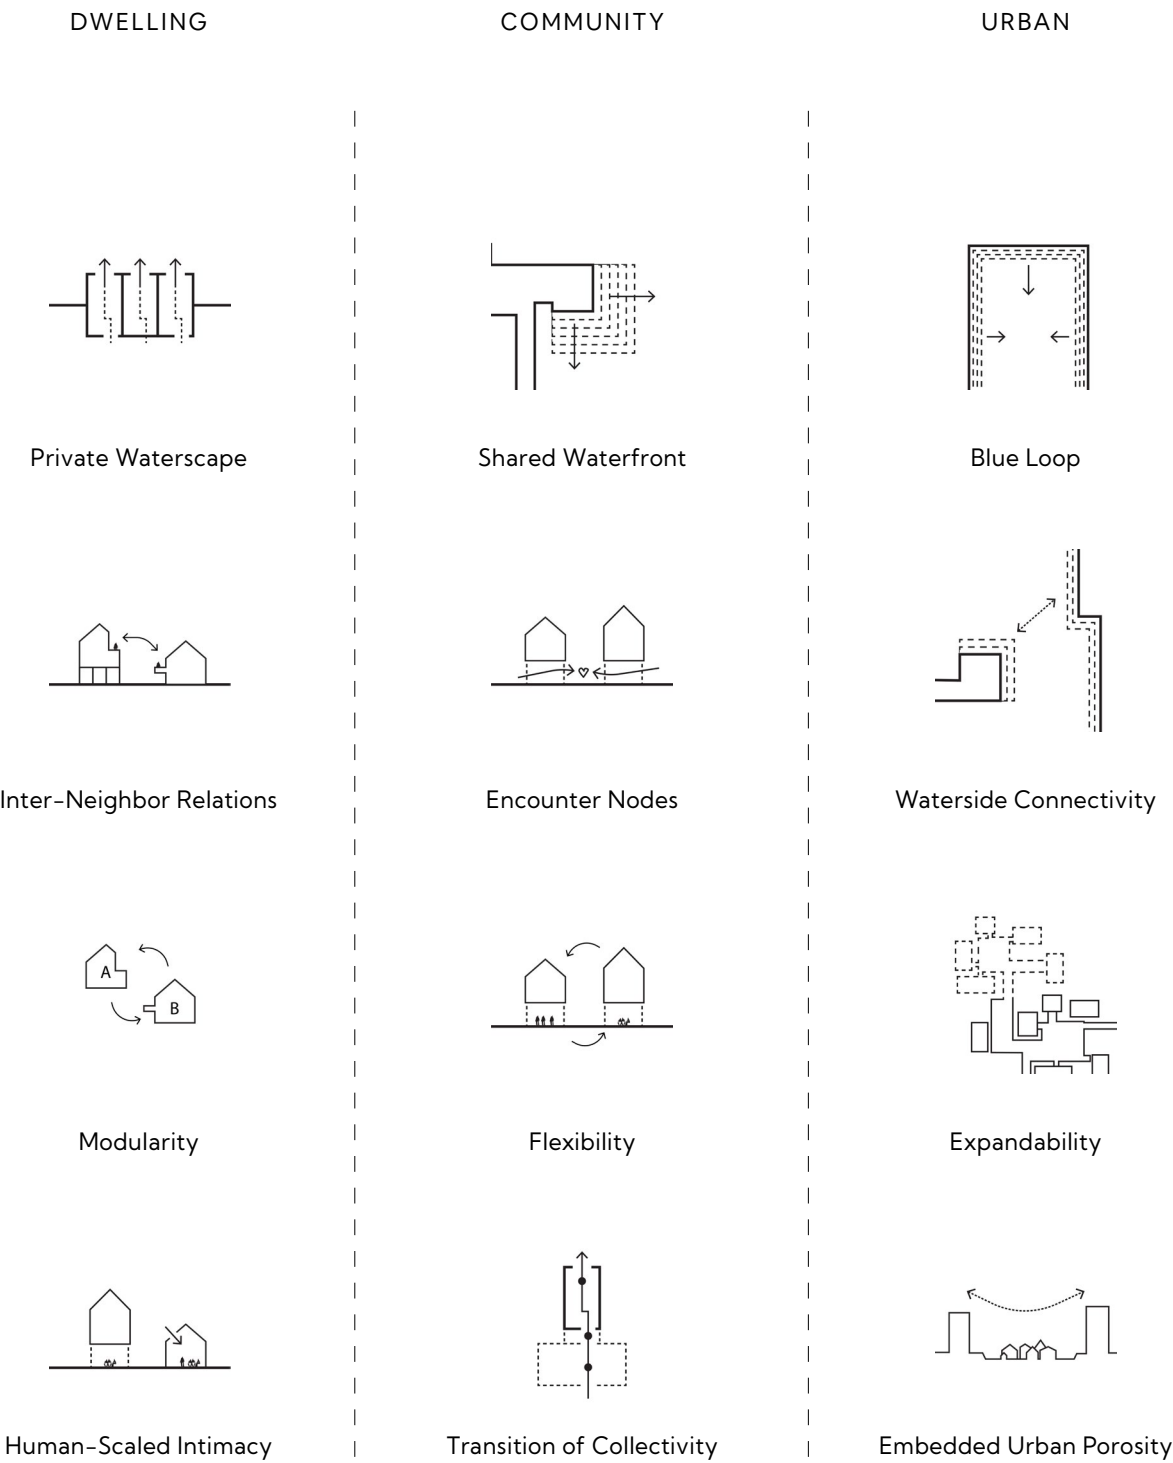 DWELLING
COMMUNITY
URBAN
Private Waterscape
Shared Waterfront
Blue Loop
Inter-Neighbor Relations
Encounter Nodes
Waterside Connectivity
A
B
Modularity
Flexibility
Expandability
Human-Scaled Intimacy
Transition of Collectivity
Embedded Urban Porosity